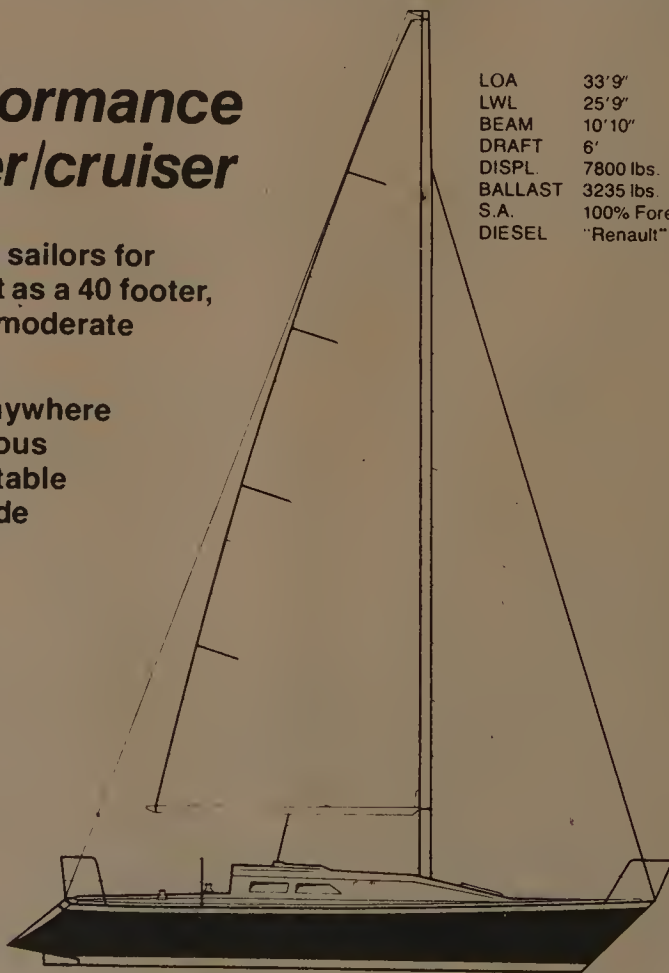 ormance
er/cruiser
sailors for
t as a 40 footer,
moderate
nywhere
ous
table
de
LOA 33'9"
LWL 25'9"
BEAM 10'10"
DRAFT 6'
DISPL. 7800 lbs.
BALLAST 3235 lbs.
S.A. 100% Fore
DIESEL "Renault"